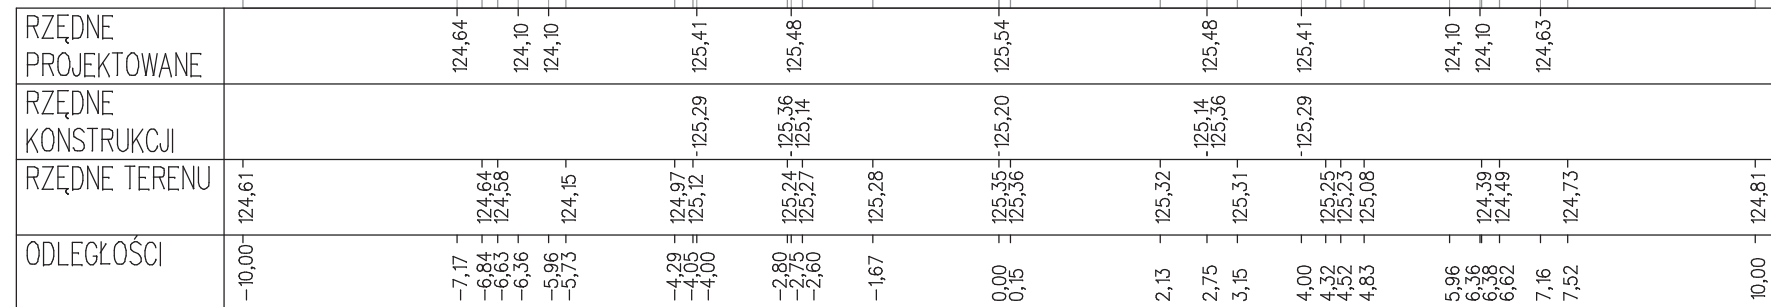 RZĘDNE
PROJEKTOWANE
124,64 124,10 124,10 125,41 125,48 125,54 125,48 125,41 124,10 124,10 124,63
RZĘDNE
KONSTRUKCJI
125,29 125,36 125,14 125,20 125,14 125,36 125,29
RZĘDNE TERENU
124,61 124,64 124,58 124,15 124,97 125,12 125,24 125,27 125,28 125,35 125,36 125,32 125,31 125,25 125,23 125,08 124,39 124,49 124,73 124,81
ODLEGŁOŚCI
-10,00 -7,17 -6,84 -6,63 -6,36 -5,96 -5,73 -4,29 -4,05 -4,00 -2,80 -2,75 -2,60 -1,67 0,00 0,15 2,13 2,75 3,15 4,00 4,32 4,52 4,83 5,96 6,36 6,38 6,62 7,16 7,52 10,00